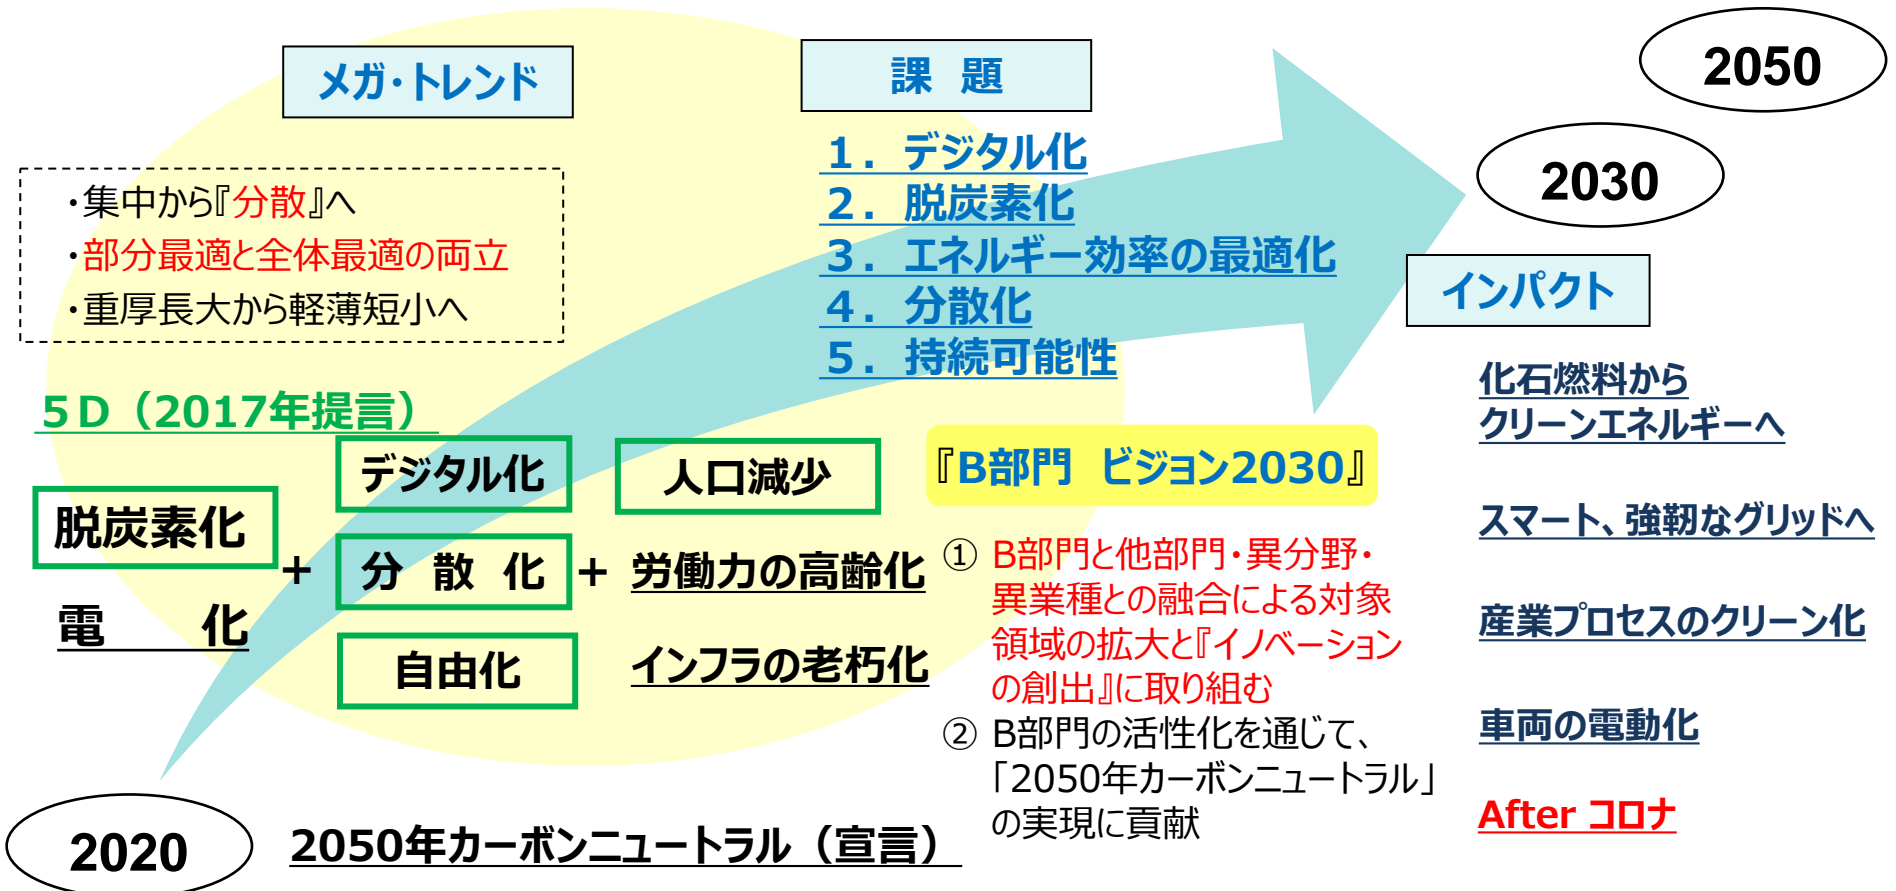 メガ・トレンド
課 題
2050
2030
・集中から『分散』へ
・部分最適と全体最適の両立
・重厚長大から軽薄短小へ
１．デジタル化
２．脱炭素化
３．エネルギー効率の最適化
４．分散化
５．持続可能性
インパクト
化石燃料から
クリーンエネルギーへ
スマート、強靭なグリッドへ
産業プロセスのクリーン化
車両の電動化
After コロナ
５D（2017年提言）
脱炭素化
電 化
+
デジタル化
分 散 化
自由化
+
人口減少
労働力の高齢化
インフラの老朽化
『B部門 ビジョン2030』
① B部門と他部門・異分野・
異業種との融合による対象
領域の拡大と『イノベーション
の創出』に取り組む
② B部門の活性化を通じて、
「2050年カーボンニュートラル」
の実現に貢献
2020
2050年カーボンニュートラル（宣言）